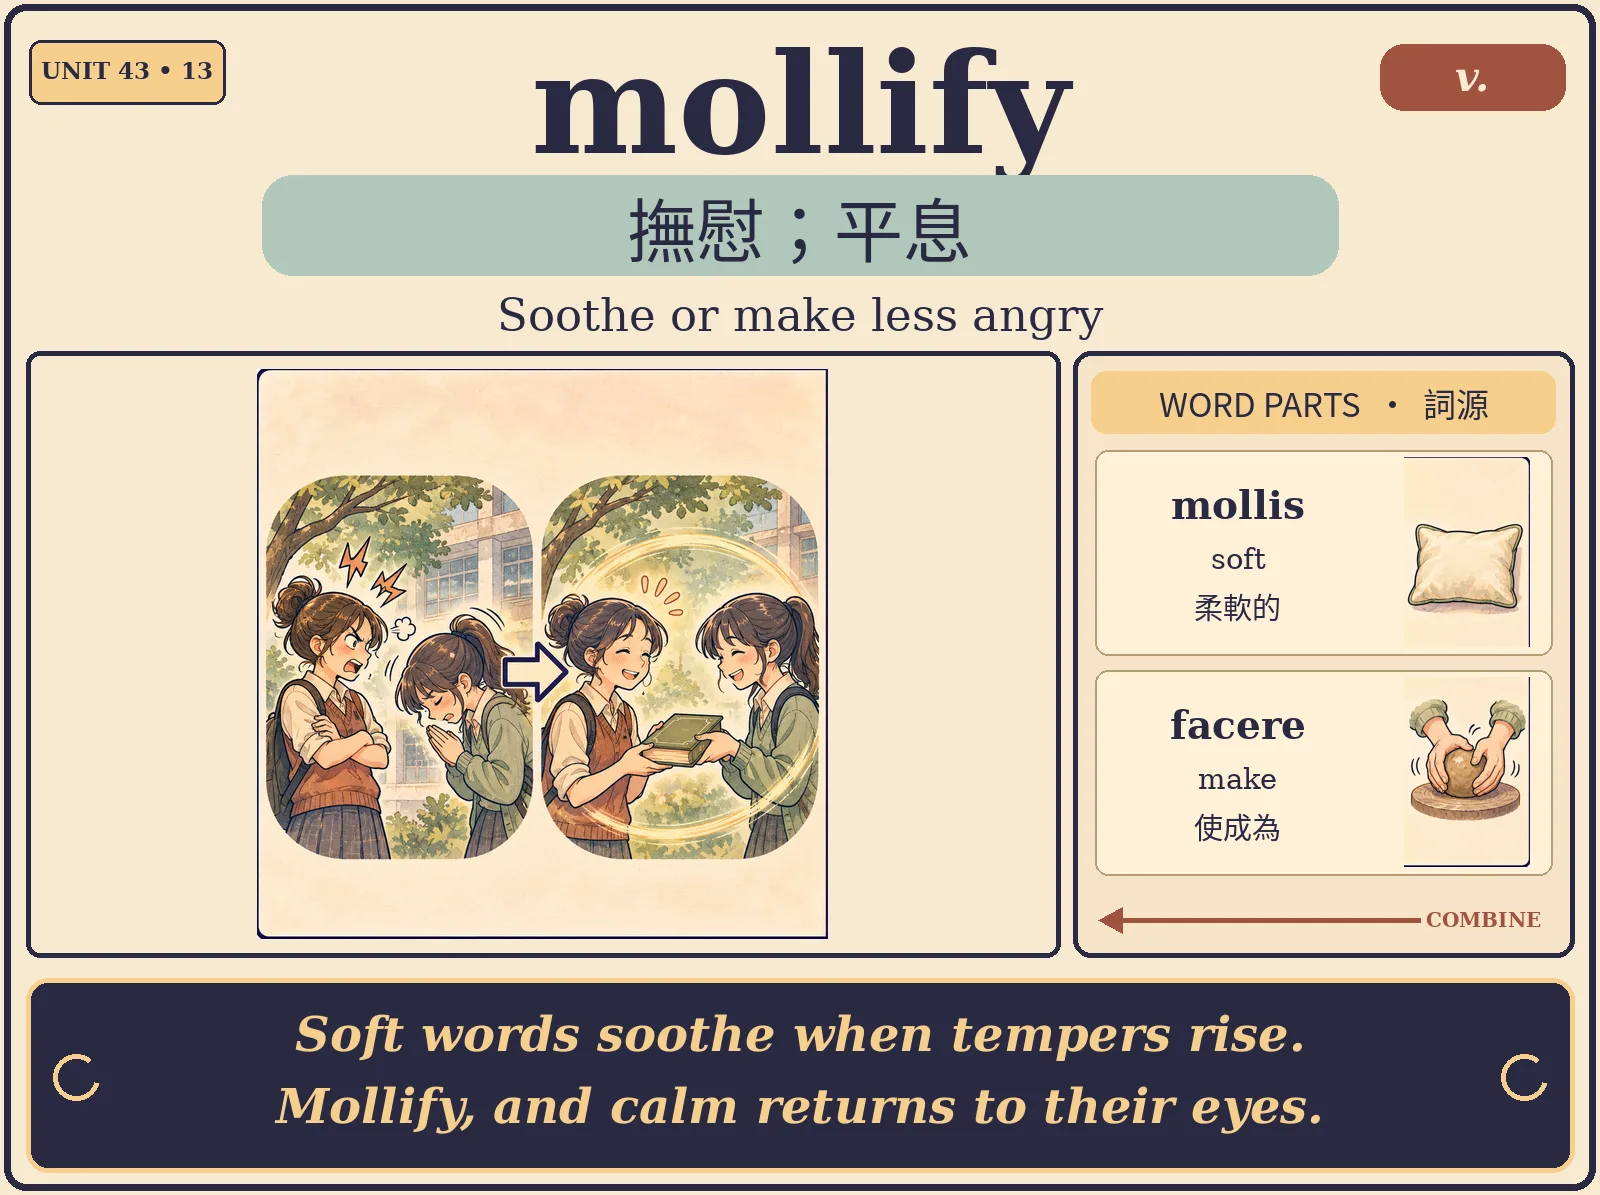 UNIT 43 • 13
mollify
v.
撫慰；平息
Soothe or make less angry
WORD PARTS ・ 詞源
mollis
soft
柔軟的
facere
make
使成為
COMBINE
Soft words soothe when tempers rise.
Mollify, and calm returns to their eyes.